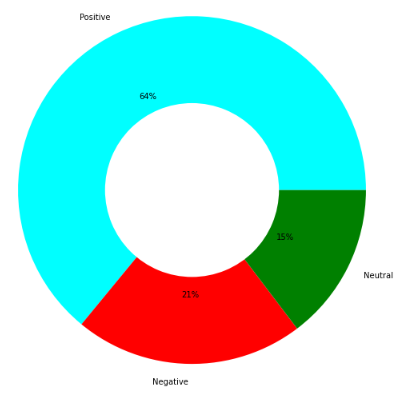 Positive
64%
15%
Neutral
21%
Negative